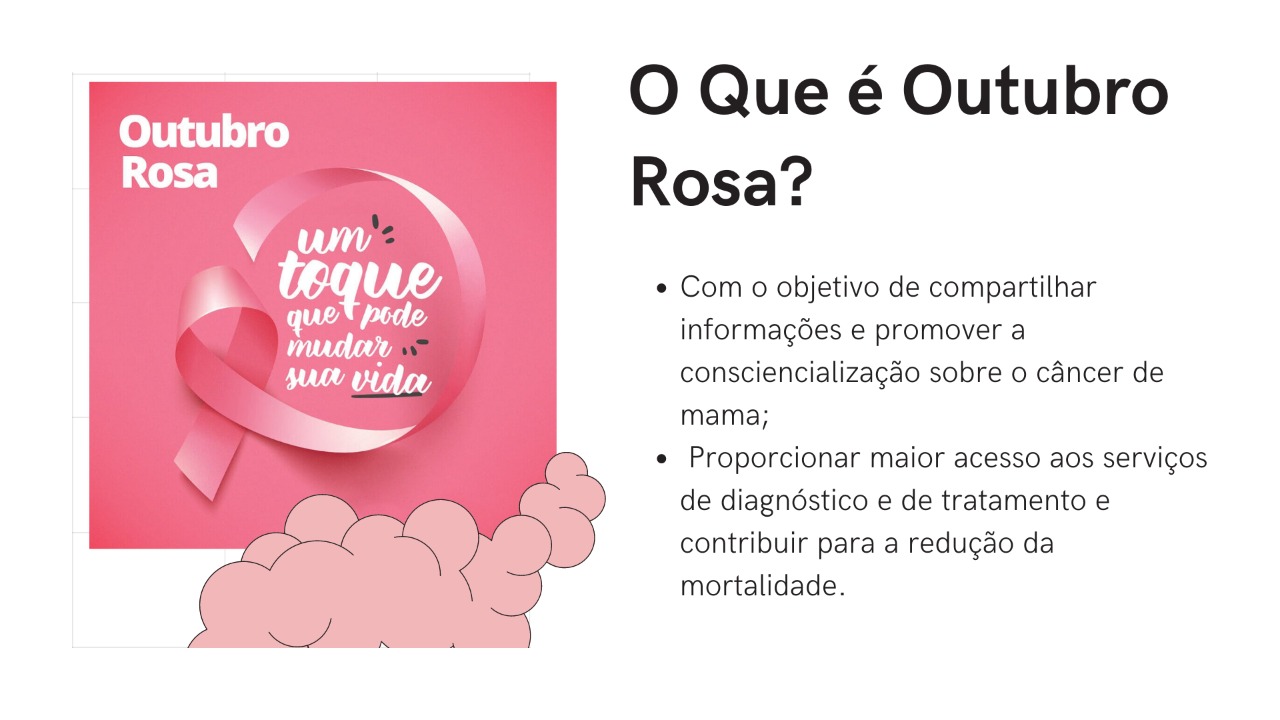 Outubro
Rosa
um
toque
que pode
mudar
sua vida
O Que é Outubro
Rosa?
• Com o objetivo de compartilhar
informações e promover a
consciencialização sobre o câncer de
mama;
• Proporcionar maior acesso aos serviços
de diagnóstico e de tratamento e
contribuir para a redução da
mortalidade.